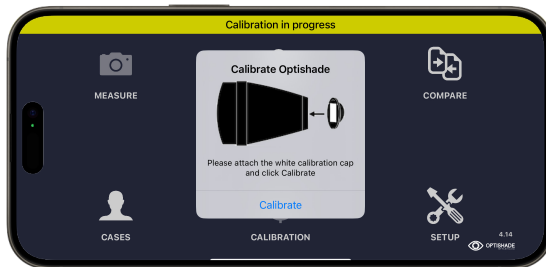 Calibration in progress
Calibrate Optishade
MEASURE
COMPARE
Please attach the white calibration cap
and click Calibrate
Calibrate
CASES
CALIBRATION
SETUP
4.14
OPTISHADE